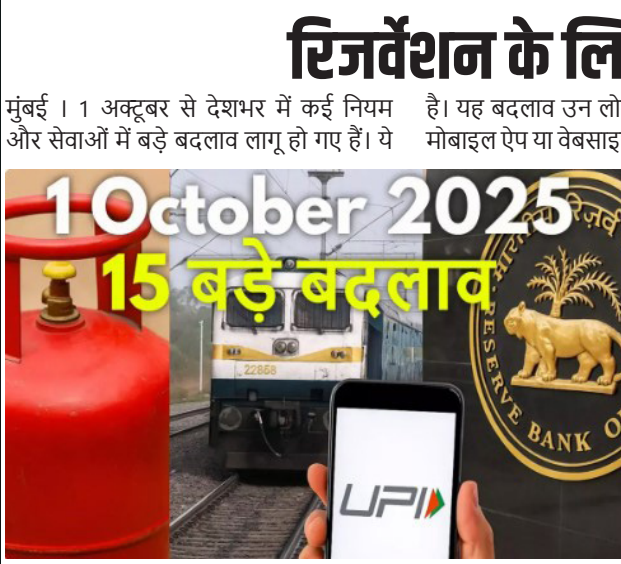 रिजर्वेशन के लि
मुंबई । 1 अक्टूबर से देशभर में कई नियम
और सेवाओं में बड़े बदलाव लागू हो गए हैं। ये
है। यह बदलाव उन लो
मोबाइल ऐप या वेबसाइ
1 October 2025
15 बड़े बदलाव
22858
UPI
भारतीय रिज़र्व
RESERVE BANK O